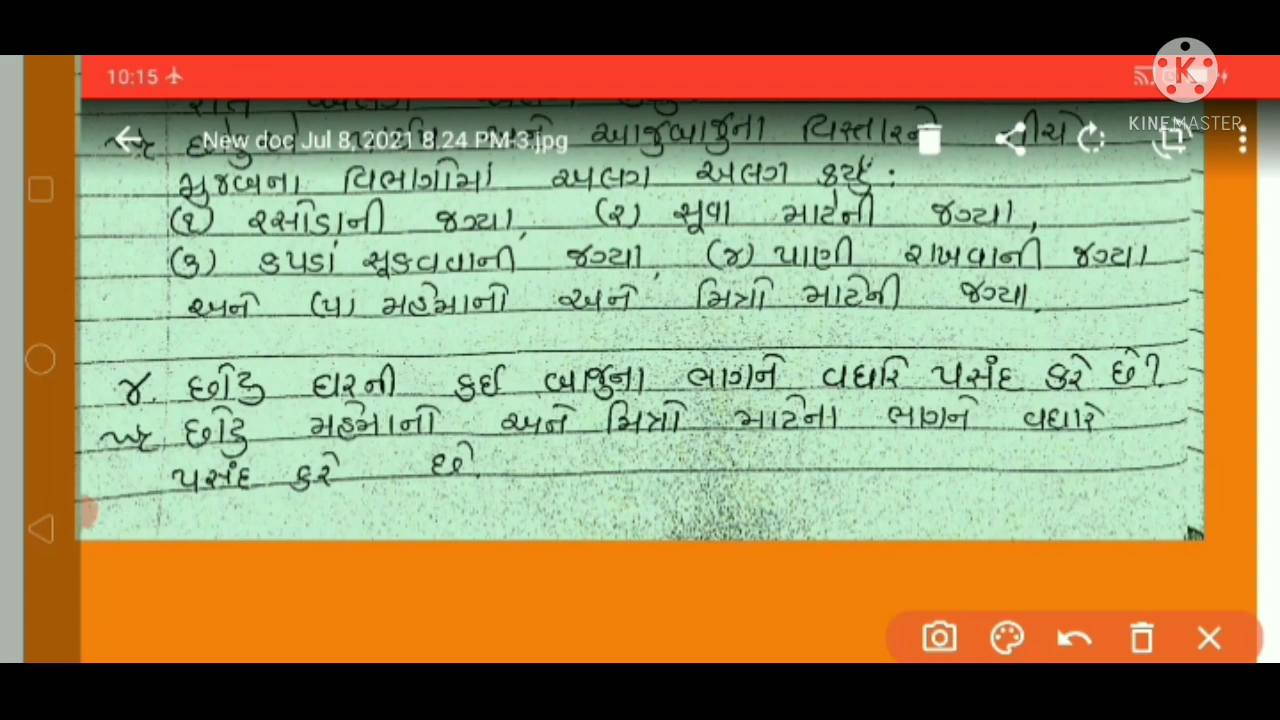 10:15
KINEMASTER
New doc Jul 8, 2021 8.24 PM-3.jpg
આજુબાજુના વિસ્તારને નીચે
મુજબના વિભાગોમાં અલગ અલગ કર્યું :
(૧) રસોડાની જગ્યા, (૨) સૂવા માટેની જગ્યા,
(૩) કપડાં સૂકવવાની જગ્યા, (૪) પાણી રાખવાની જગ્યા
અને (૫) મહેમાનો અને મિત્રો માટેની જગ્યા.
૪. છોટુ ઘરની કઈ બાજુના ભાગને વધારે પસંદ કરે છે?
જ. છોટુ મહેમાનો અને મિત્રો માટેના ભાગને વધારે
પસંદ કરે છે.